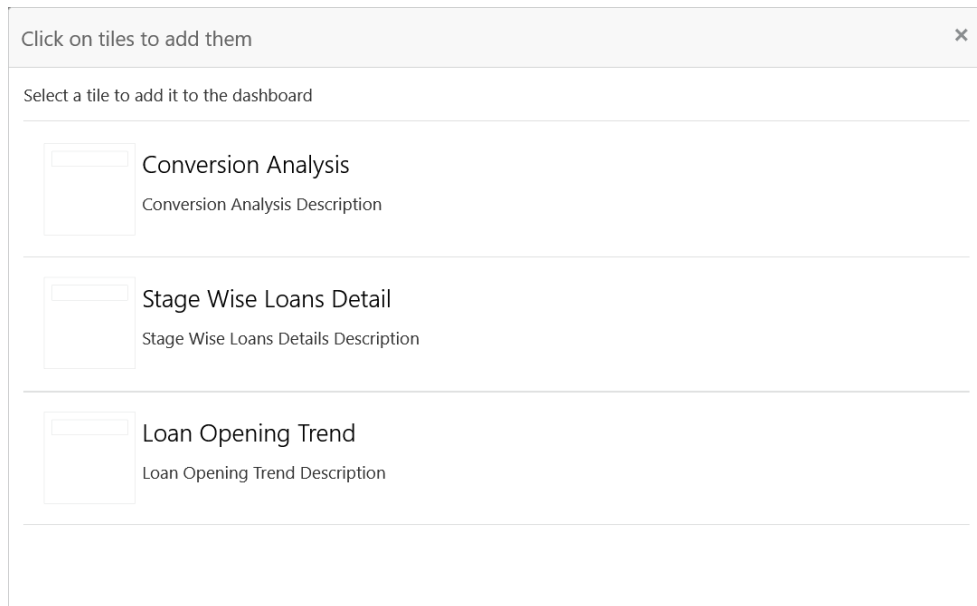 Click on tiles to add them
×
Select a tile to add it to the dashboard
Conversion Analysis
Conversion Analysis Description
Stage Wise Loans Detail
Stage Wise Loans Details Description
Loan Opening Trend
Loan Opening Trend Description